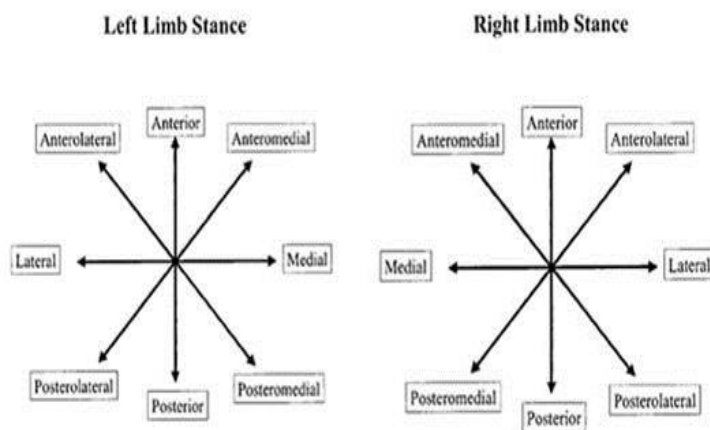 Left Limb Stance
Right Limb Stance
Anterior
Anterolateral
Anteromedial
Lateral
Medial
Posterolateral
Posteromedial
Posterior
Anterior
Anteromedial
Anterolateral
Medial
Lateral
Posteromedial
Posterolateral
Posterior